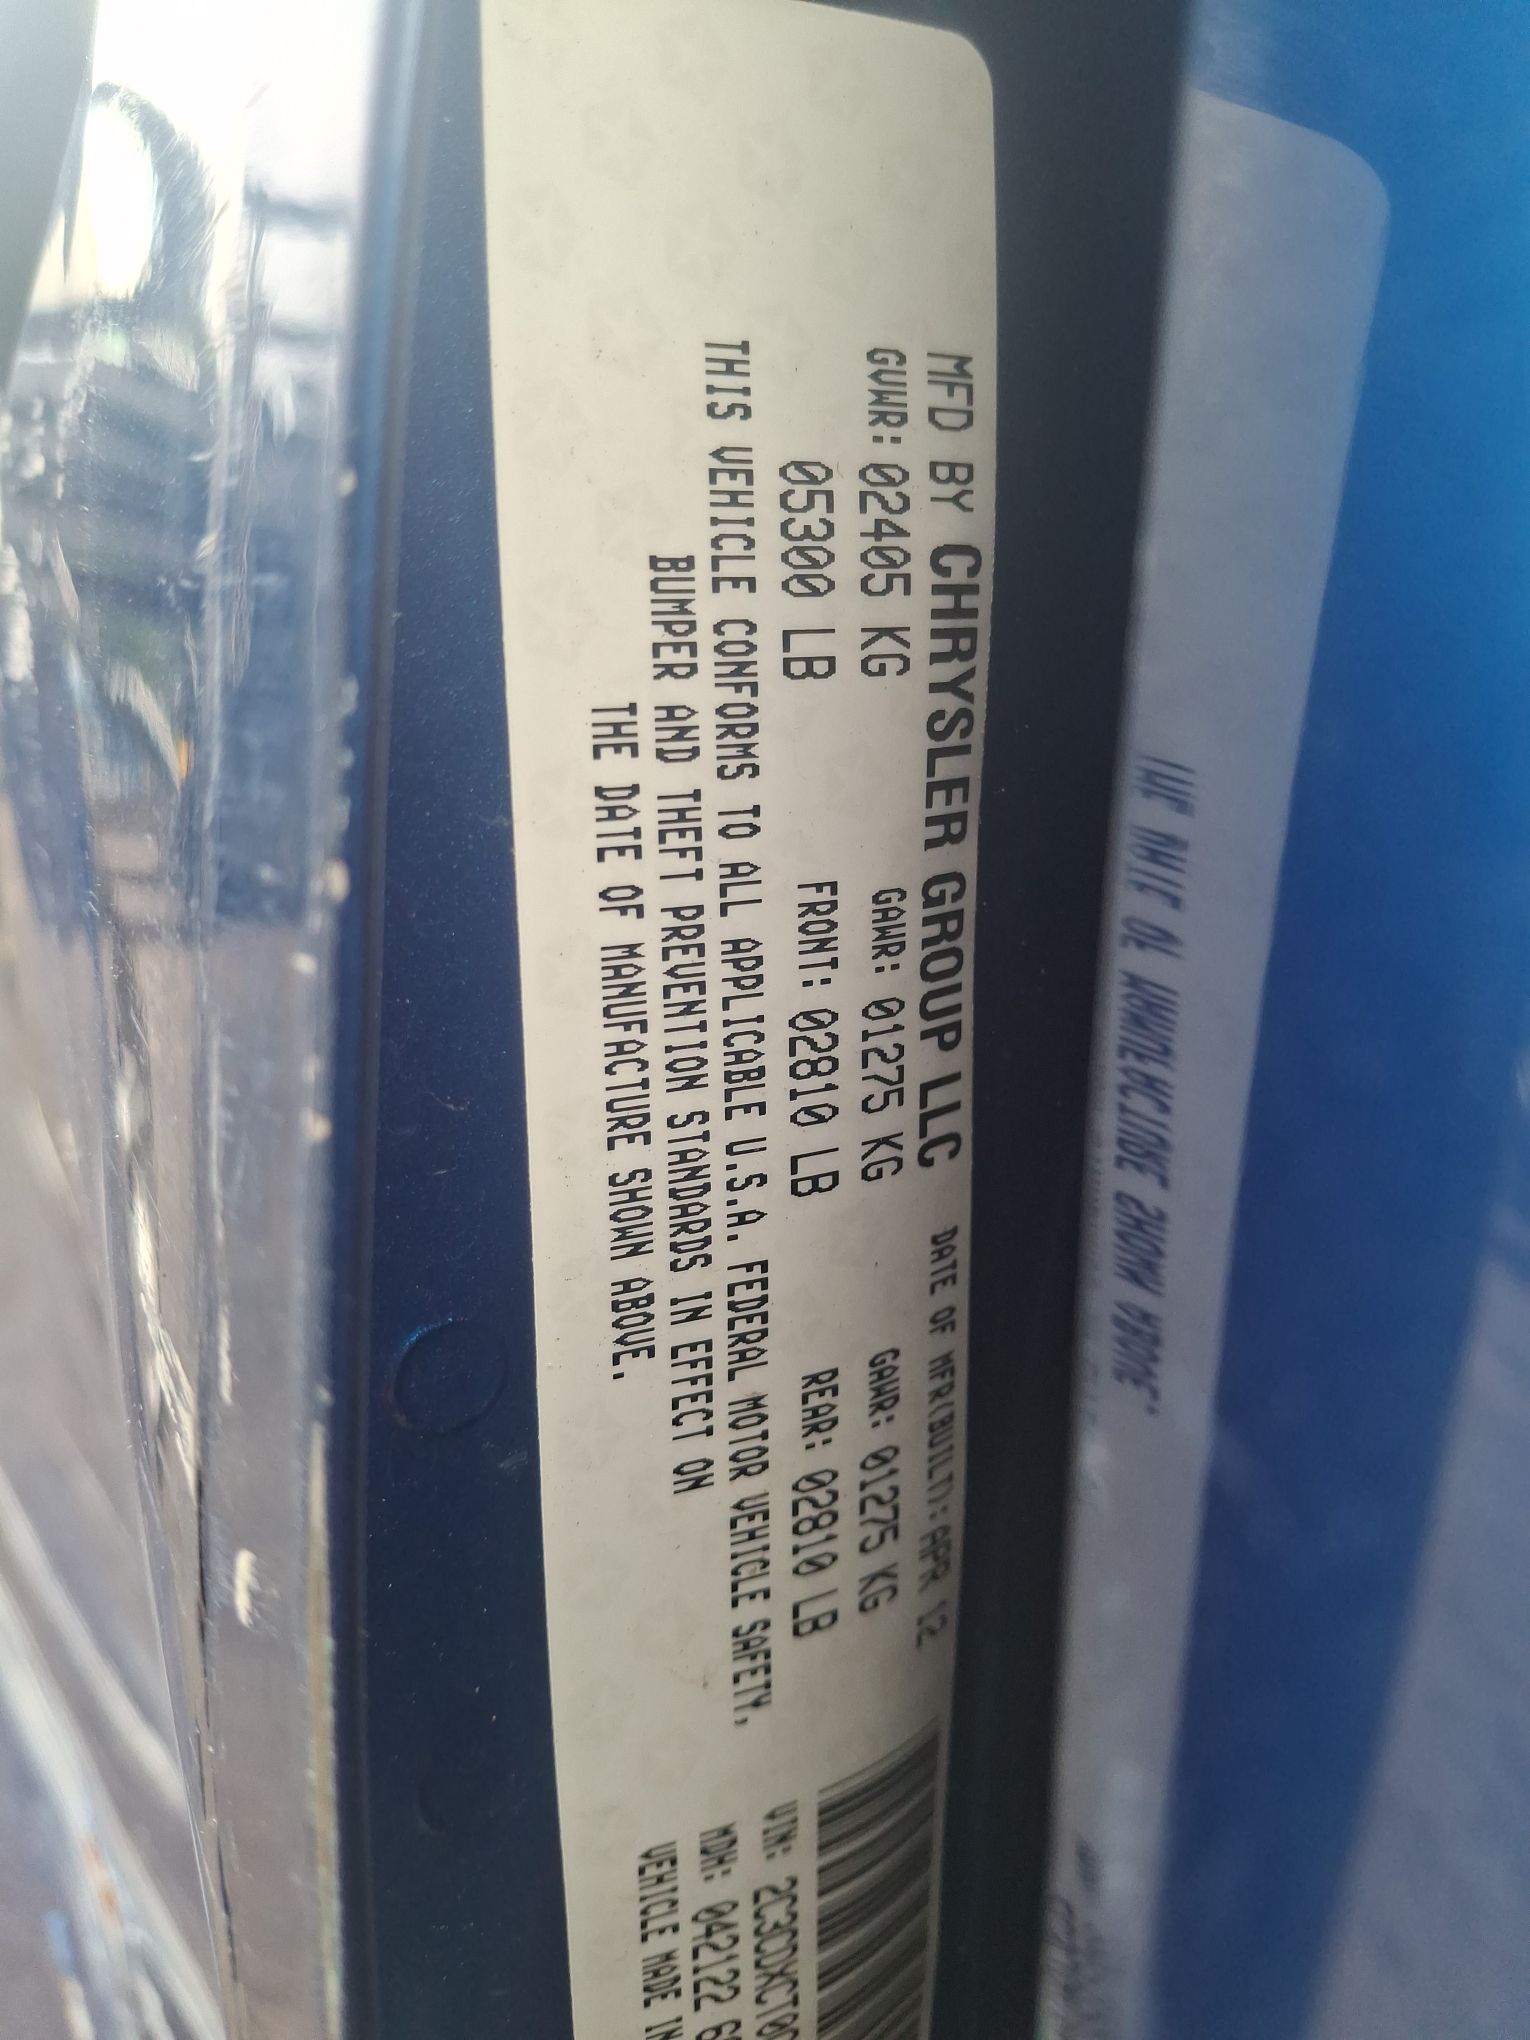 MFD BY CHRYSLER GROUP LLC DATE OF MFR(BUILT): APR 12
GVWR: 02405 KG GAWR: 01275 KG GAWR: 01275 KG
05300 LB FRONT: 02810 LB REAR: 02810 LB
THIS VEHICLE CONFORMS TO ALL APPLICABLE U.S.A. FEDERAL MOTOR VEHICLE SAFETY,
BUMPER AND THEFT PREVENTION STANDARDS IN EFFECT ON
THE DATE OF MANUFACTURE SHOWN ABOVE.
VIN: 2C3CDXCT
MDH: 042122
VEHICLE MADE IN